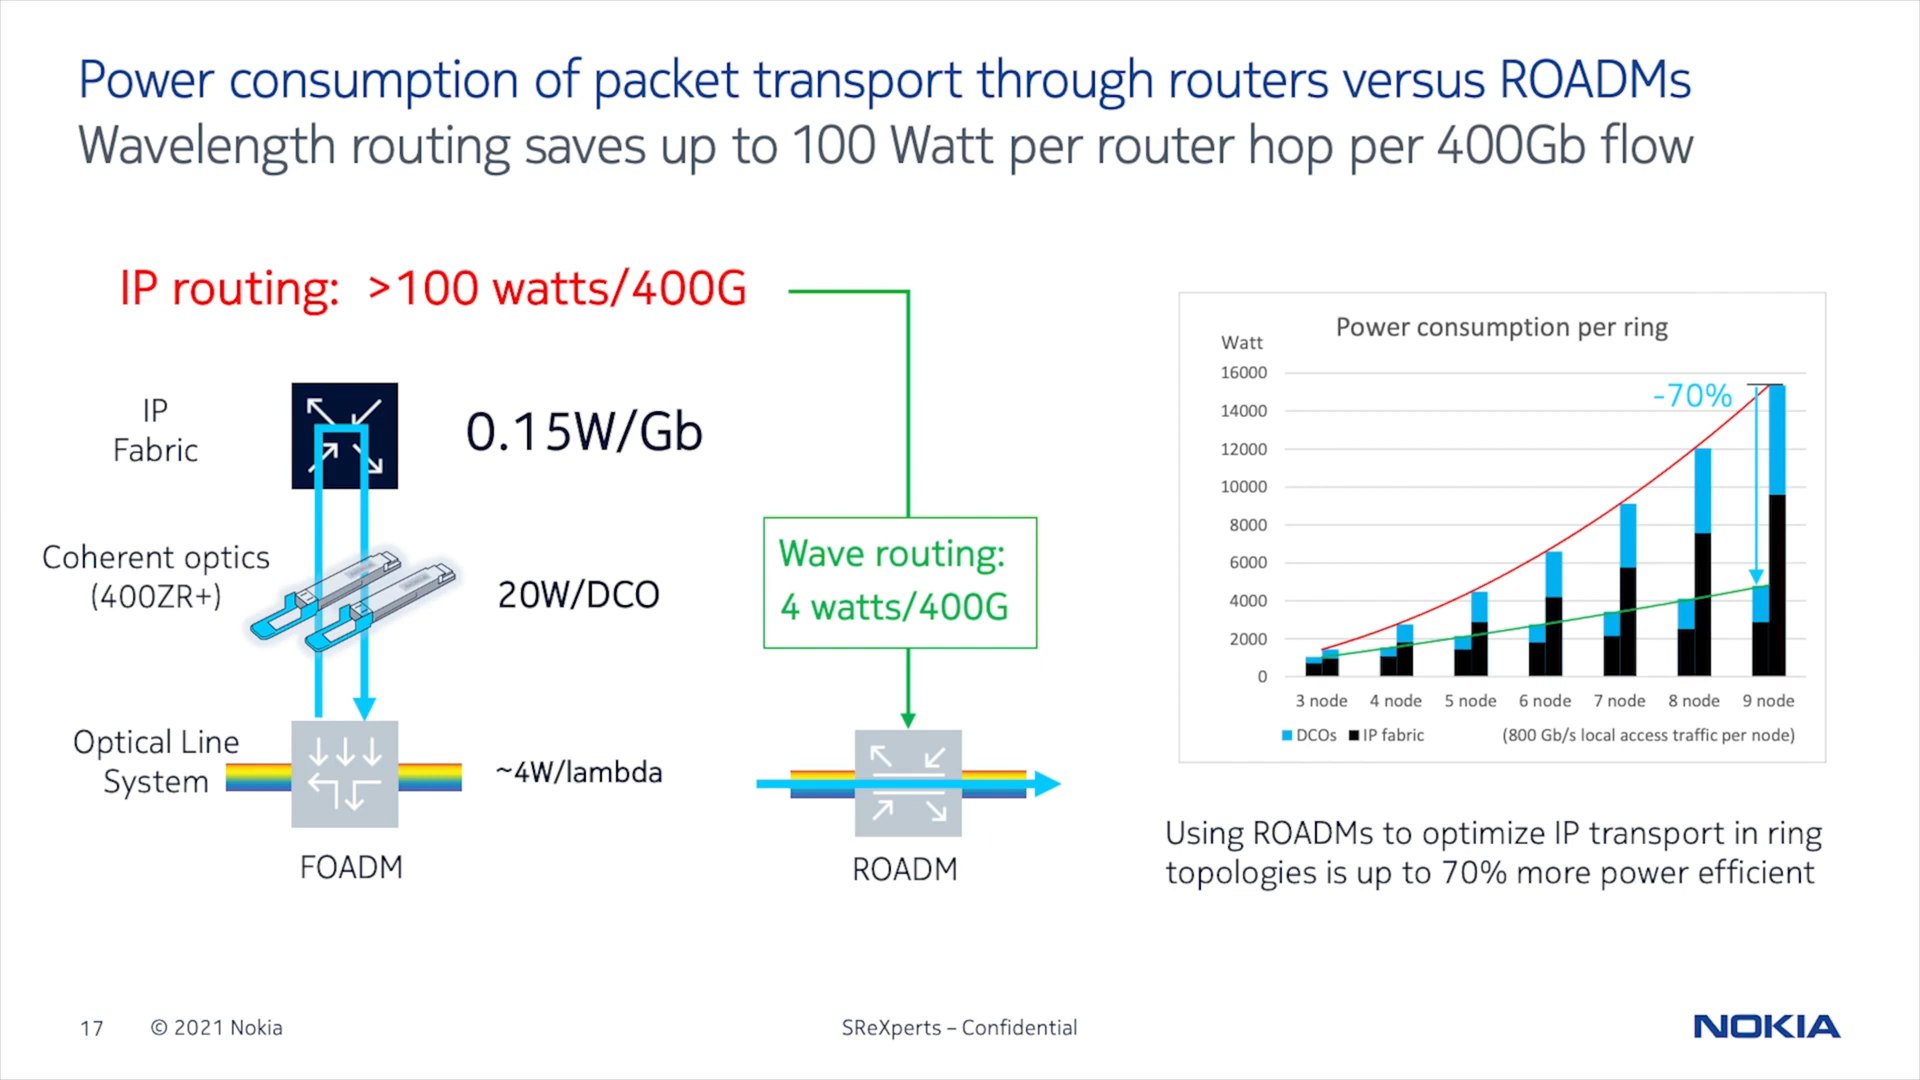 Power consumption of packet transport through routers versus ROADMs
Wavelength routing saves up to 100 Watt per router hop per 400Gb flow
IP routing: >100 watts/400G
IP
Fabric
0.15W/Gb
Coherent optics
(400ZR+)
20W/DCO
Wave routing:
4 watts/400G
Optical Line
System
~4W/lambda
FOADM
ROADM
Power consumption per ring
Watt
16000
14000
12000
10000
8000
6000
4000
2000
0
-70%
3 node 4 node 5 node 6 node 7 node 8 node 9 node
DCOs IP fabric (800 Gb/s local access traffic per node)
Using ROADMs to optimize IP transport in ring
topologies is up to 70% more power efficient
17 © 2021 Nokia
SReXperts – Confidential
NOKIA